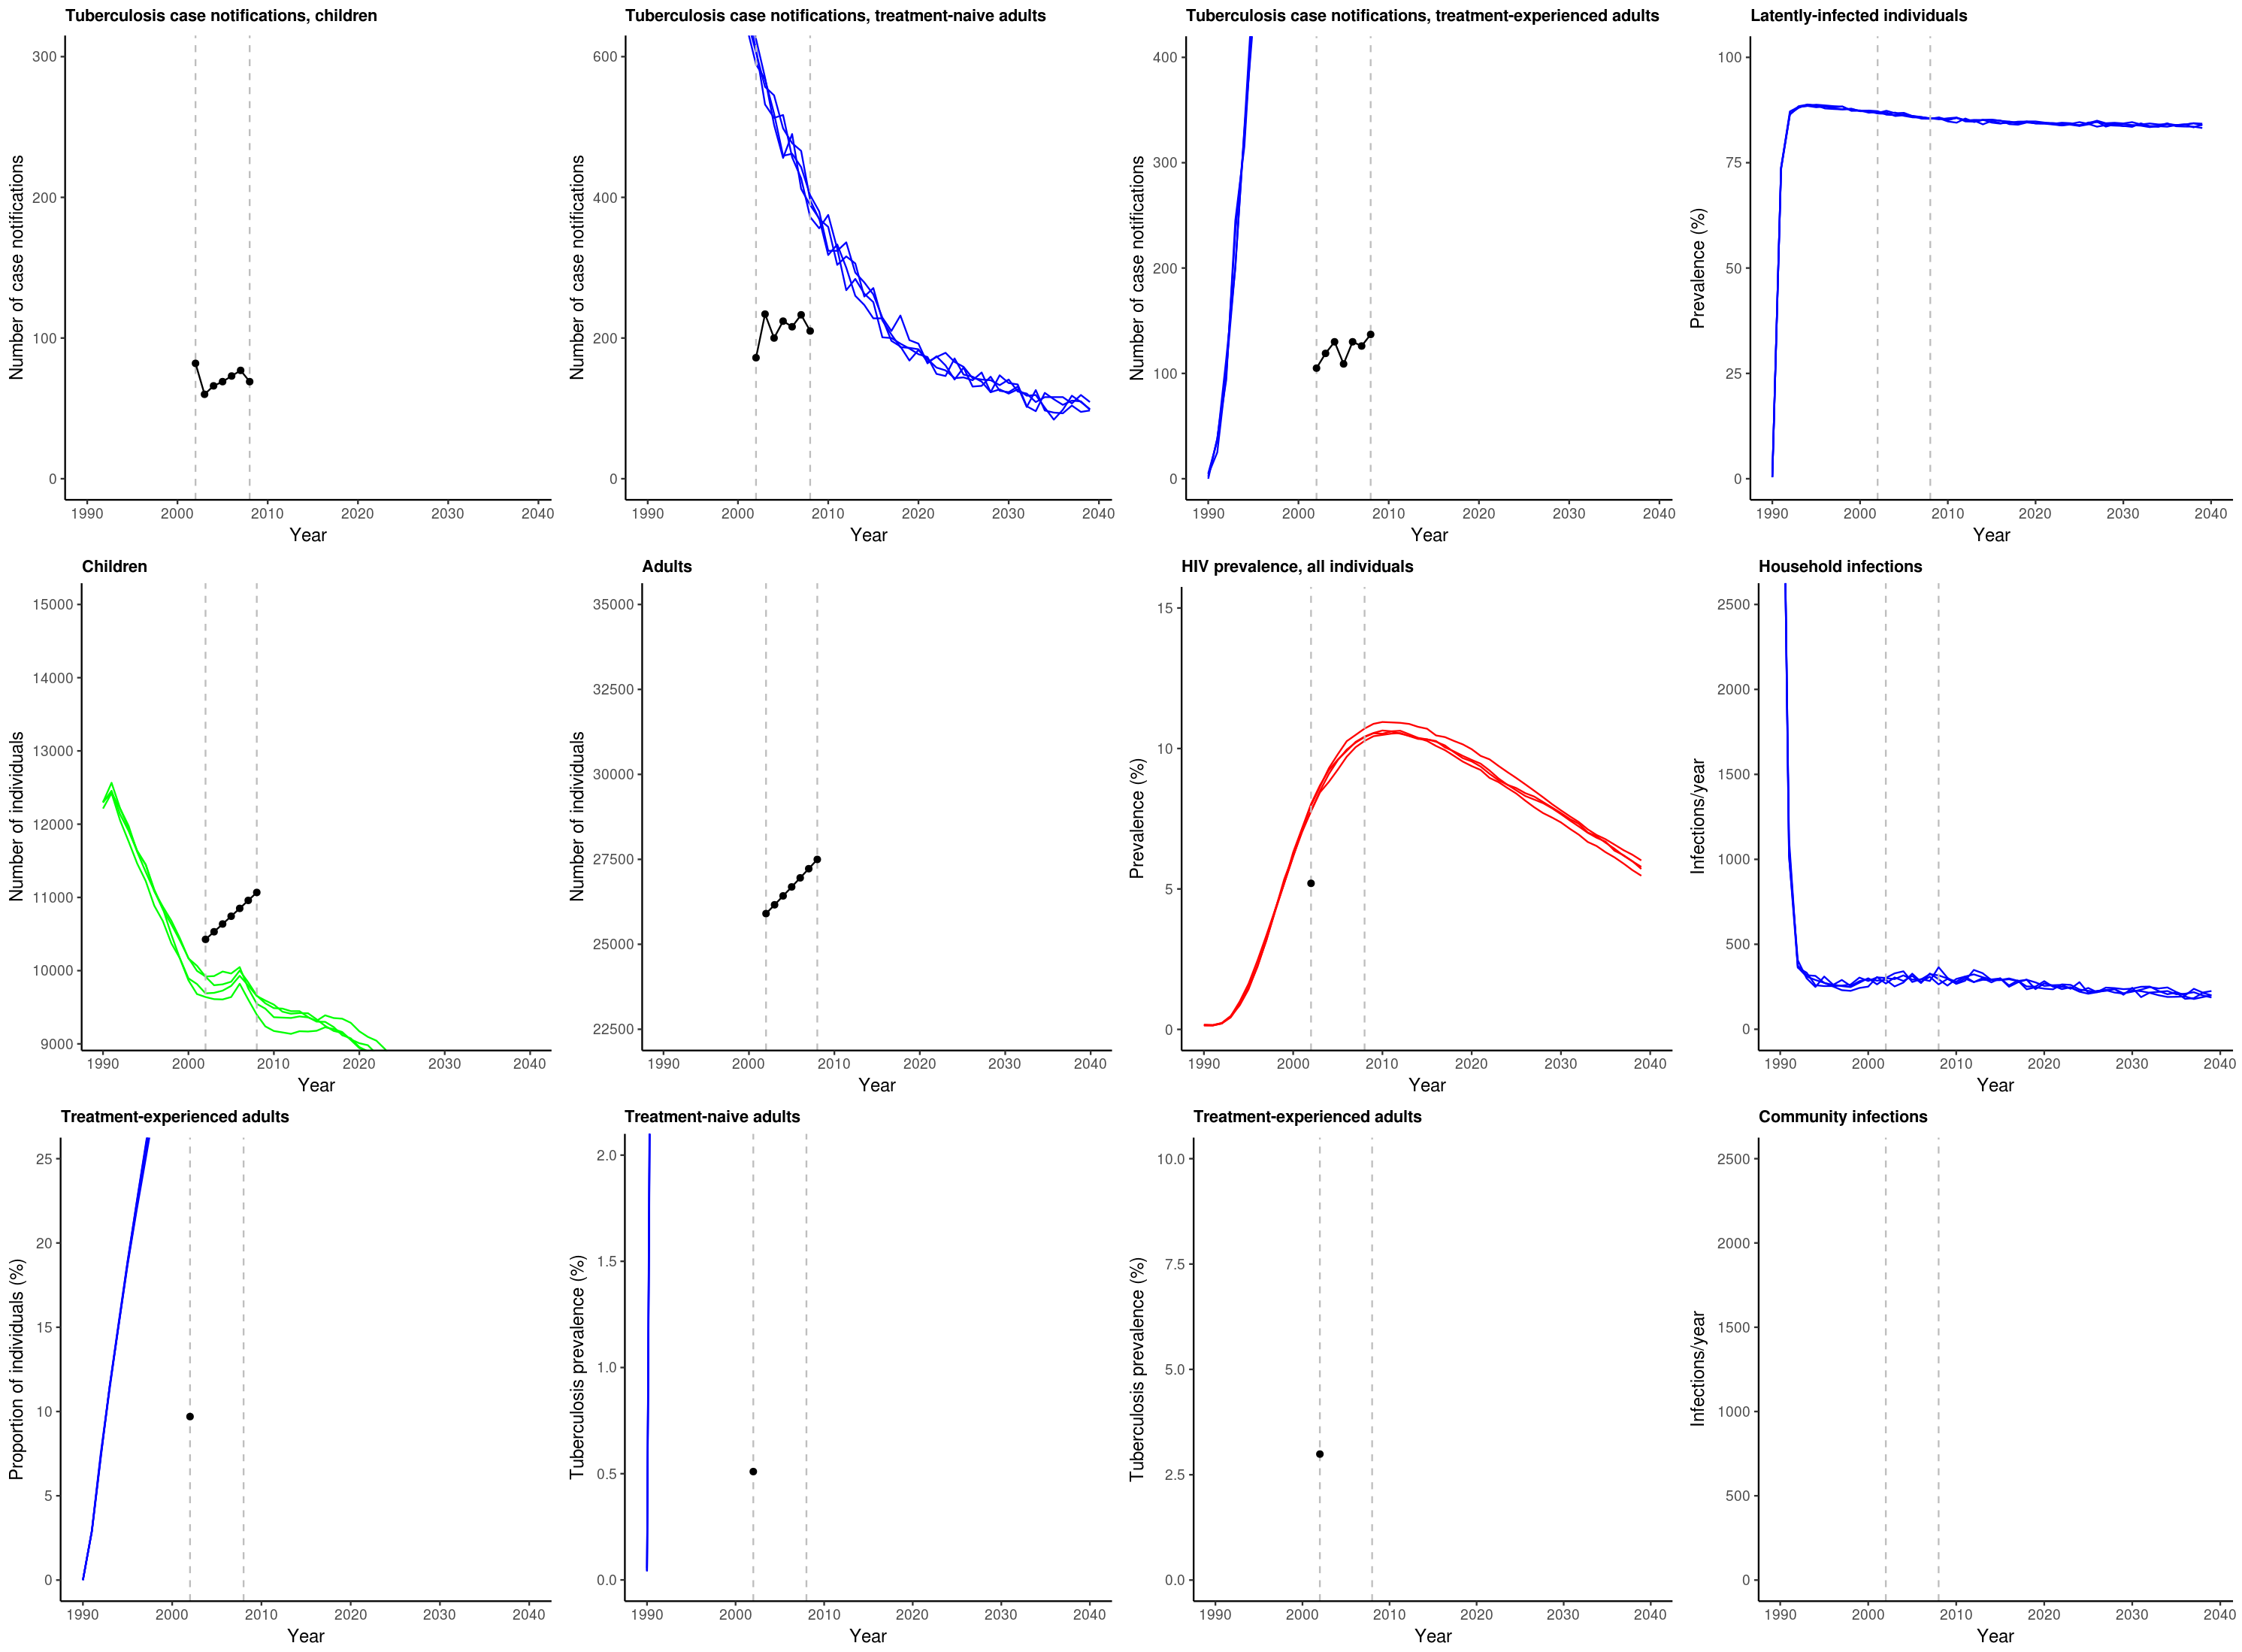 Tuberculosis case notifications, children
Number of case notifications
300
200
100
0
1990 2000 2010 2020 2030 2040
Year
Tuberculosis case notifications, treatment-naive adults
Number of case notifications
600
400
200
0
1990 2000 2010 2020 2030 2040
Year
Tuberculosis case notifications, treatment-experienced adults
Number of case notifications
400
300
200
100
0
1990 2000 2010 2020 2030 2040
Year
Latently-infected individuals
Prevalence (%)
100
75
50
25
0
1990 2000 2010 2020 2030 2040
Year
Children
Number of individuals
15000
14000
13000
12000
11000
10000
9000
1990 2000 2010 2020 2030 2040
Year
Adults
Number of individuals
35000
32500
30000
27500
25000
22500
1990 2000 2010 2020 2030 2040
Year
HIV prevalence, all individuals
Prevalence (%)
15
10
5
0
1990 2000 2010 2020 2030 2040
Year
Household infections
Infections/year
2500
2000
1500
1000
500
0
1990 2000 2010 2020 2030 2040
Year
Treatment-experienced adults
Proportion of individuals (%)
25
20
15
10
5
0
1990 2000 2010 2020 2030 2040
Year
Treatment-naive adults
Tuberculosis prevalence (%)
2.0
1.5
1.0
0.5
0.0
1990 2000 2010 2020 2030 2040
Year
Treatment-experienced adults
Tuberculosis prevalence (%)
10.0
7.5
5.0
2.5
0.0
1990 2000 2010 2020 2030 2040
Year
Community infections
Infections/year
2500
2000
1500
1000
500
0
1990 2000 2010 2020 2030 2040
Year